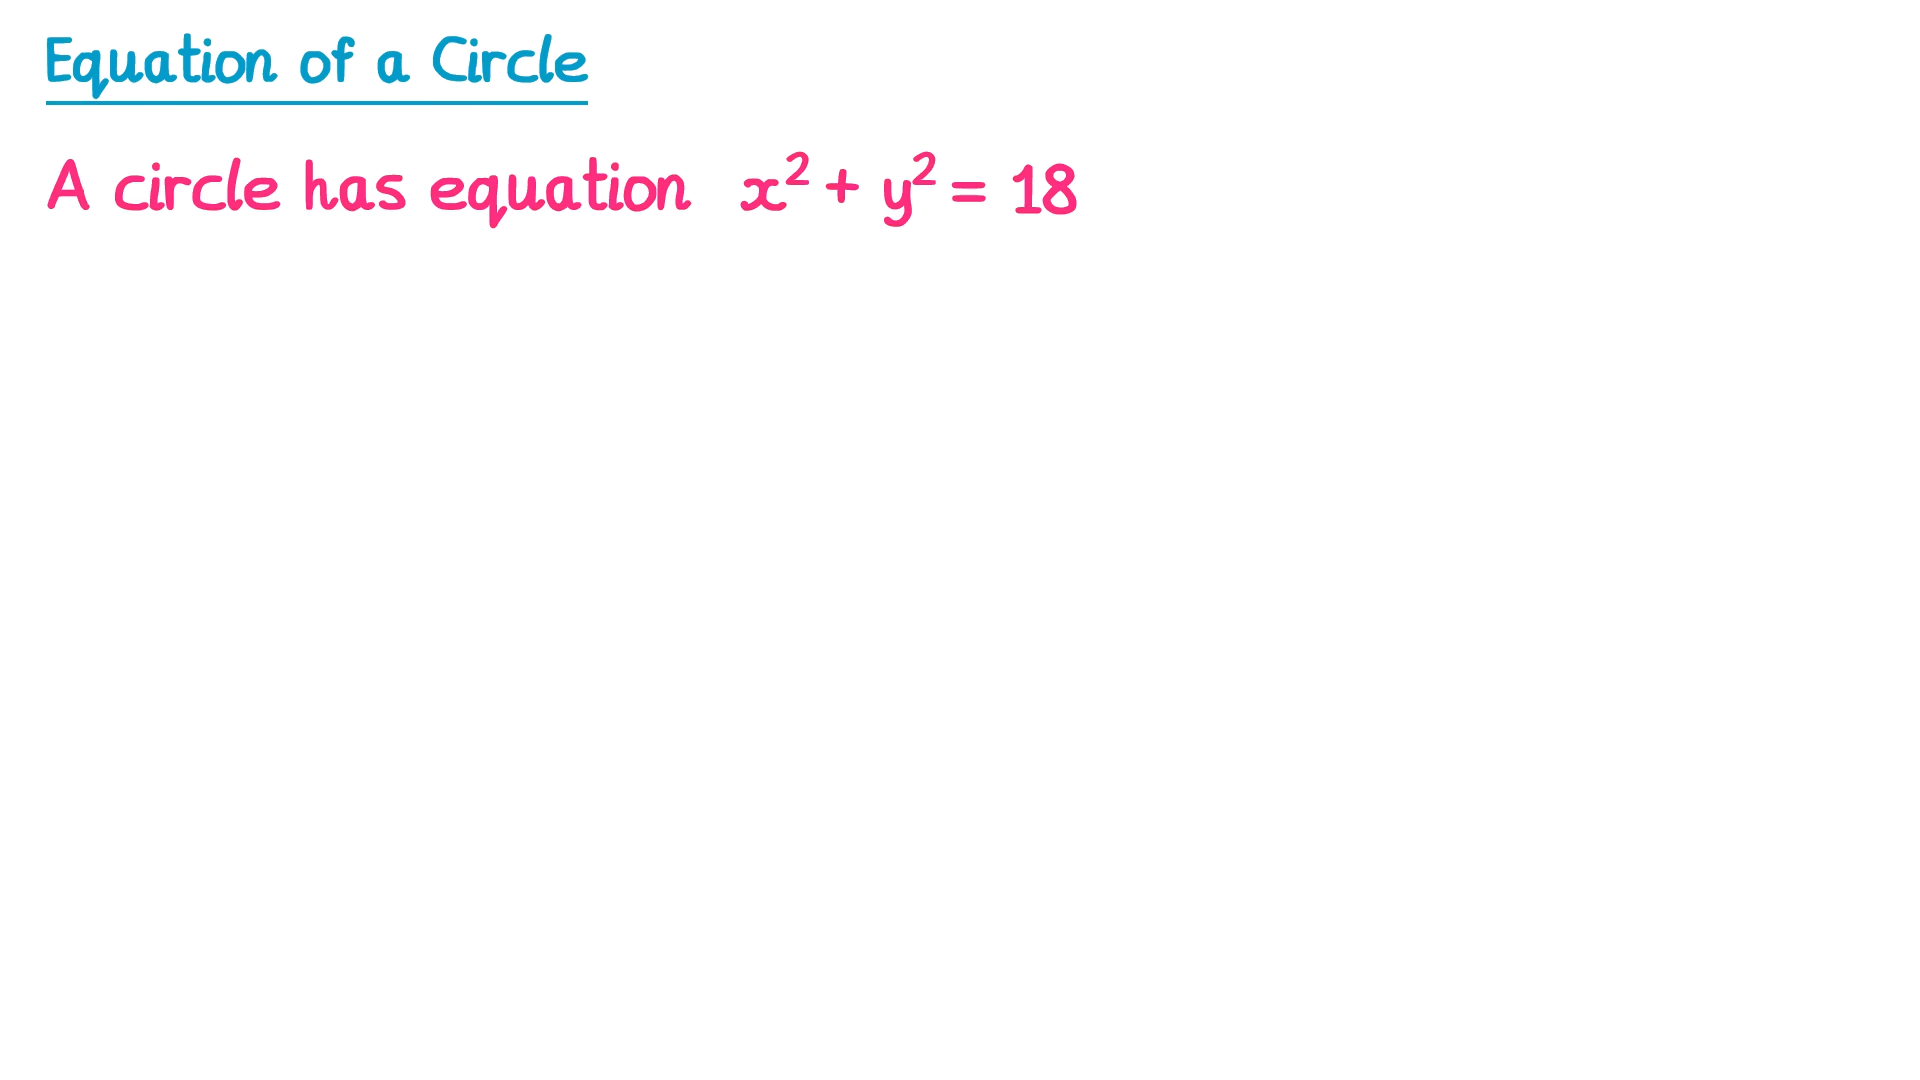 Equation of a Circle
A circle has equation x² + y² = 18